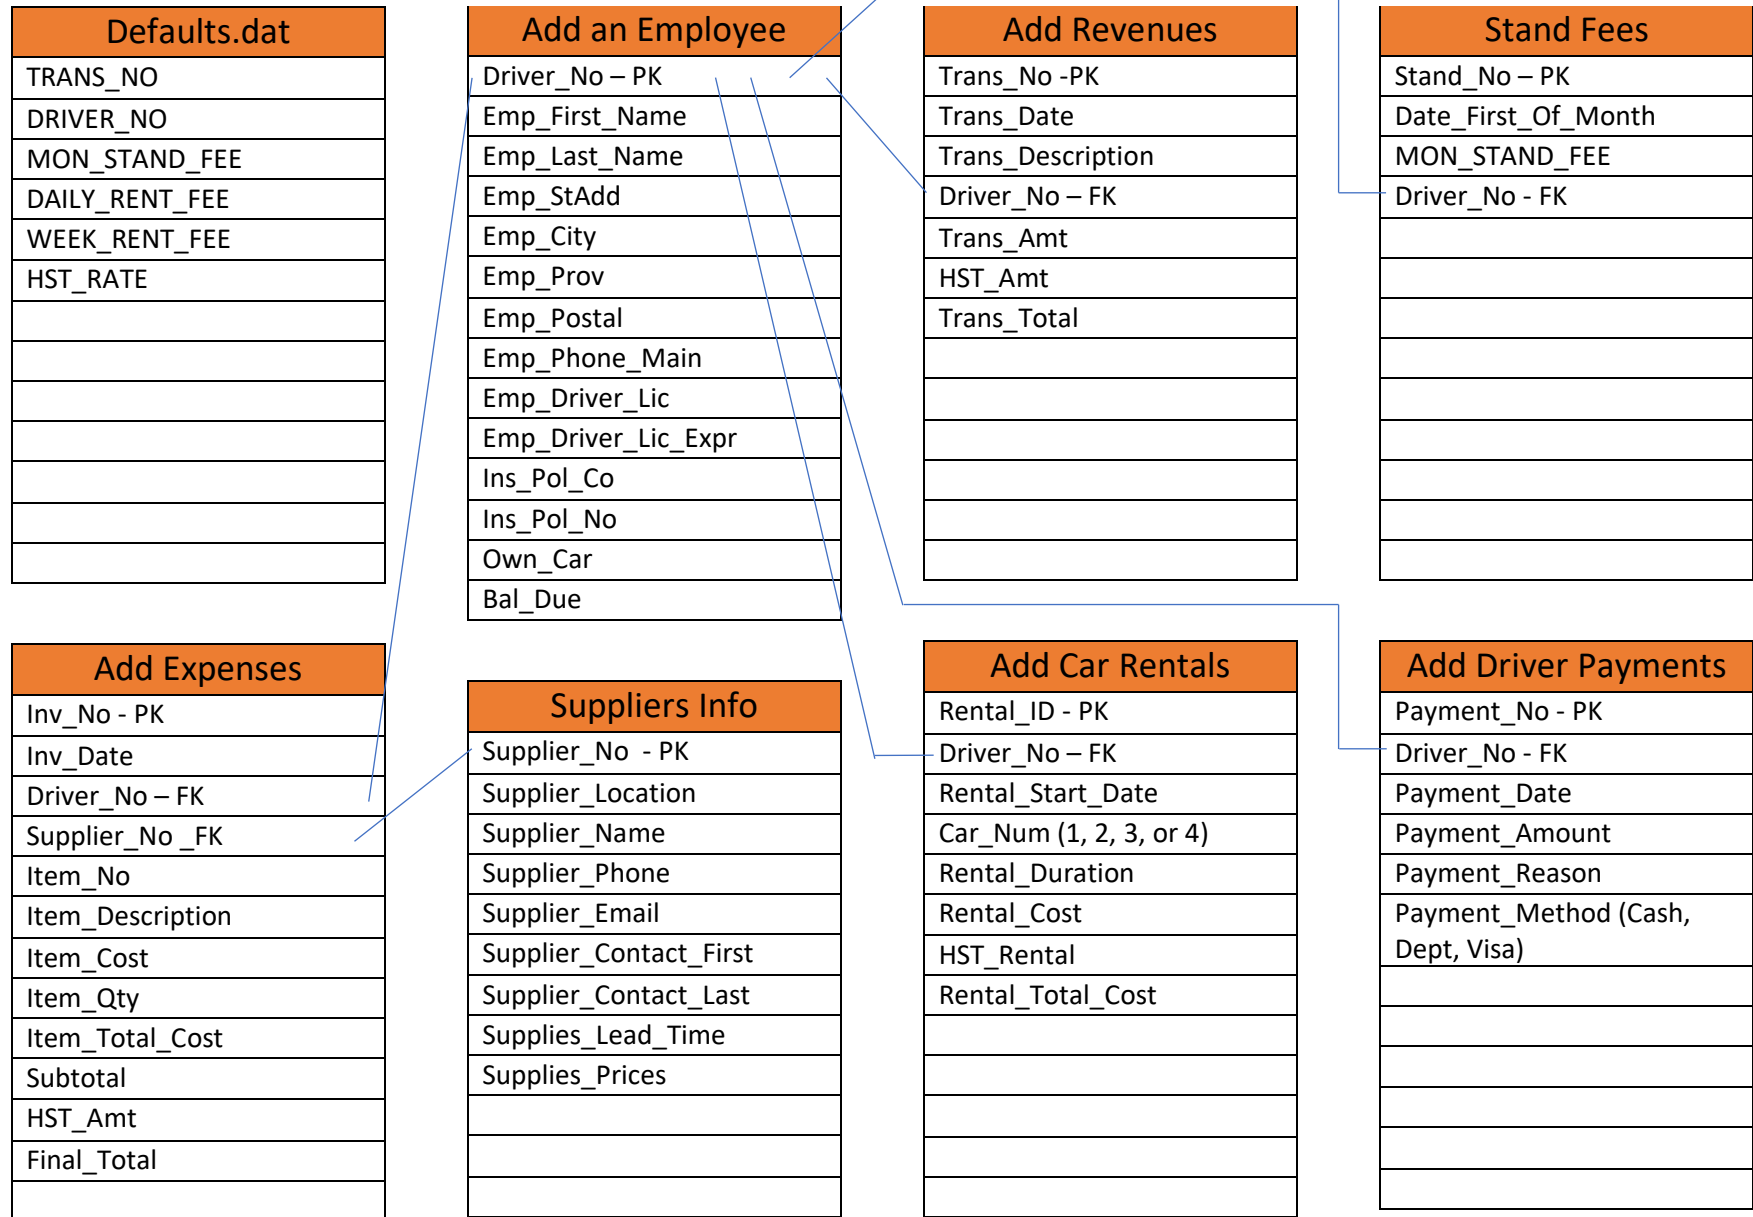 Defaults.dat
TRANS_NO
DRIVER_NO
MON_STAND_FEE
DAILY_RENT_FEE
WEEK_RENT_FEE
HST_RATE
Add an Employee
Driver_No – PK
Emp_First_Name
Emp_Last_Name
Emp_StAdd
Emp_City
Emp_Prov
Emp_Postal
Emp_Phone_Main
Emp_Driver_Lic
Emp_Driver_Lic_Expr
Ins_Pol_Co
Ins_Pol_No
Own_Car
Bal_Due
Add Revenues
Trans_No -PK
Trans_Date
Trans_Description
Driver_No – FK
Trans_Amt
HST_Amt
Trans_Total
Stand Fees
Stand_No – PK
Date_First_Of_Month
MON_STAND_FEE
Driver_No - FK
Add Expenses
Inv_No - PK
Inv_Date
Driver_No – FK
Supplier_No _FK
Item_No
Item_Description
Item_Cost
Item_Qty
Item_Total_Cost
Subtotal
HST_Amt
Final_Total
Suppliers Info
Supplier_No  - PK
Supplier_Location
Supplier_Name
Supplier_Phone
Supplier_Email
Supplier_Contact_First
Supplier_Contact_Last
Supplies_Lead_Time
Supplies_Prices
Add Car Rentals
Rental_ID - PK
Driver_No – FK
Rental_Start_Date
Car_Num (1, 2, 3, or 4)
Rental_Duration
Rental_Cost
HST_Rental
Rental_Total_Cost
Add Driver Payments
Payment_No - PK
Driver_No - FK
Payment_Date
Payment_Amount
Payment_Reason
Payment_Method (Cash,
Dept, Visa)